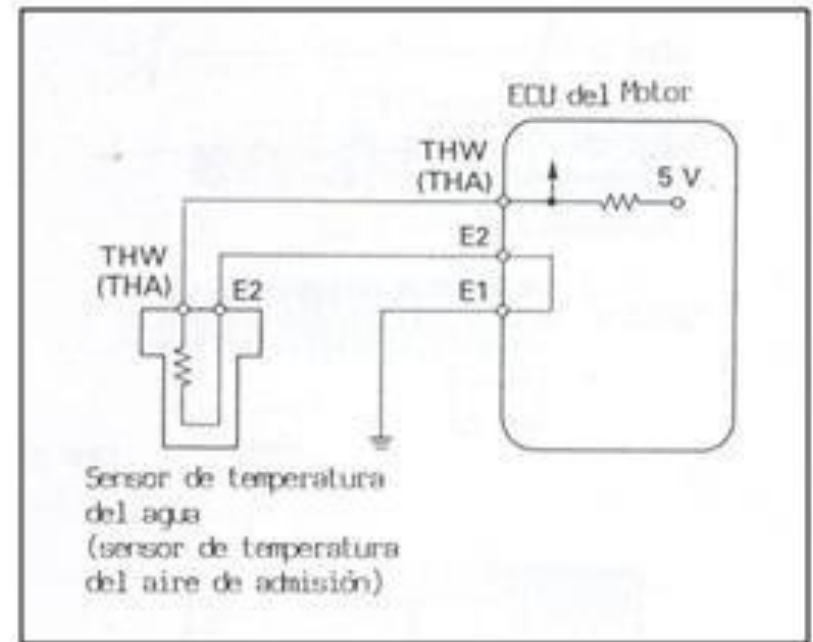 ECU del Motor
THW
(THA)
5 V
E2
THW
(THA)
E2
E1
Sensor de temperatura
del agua
(sensor de temperatura
del aire de admisión)